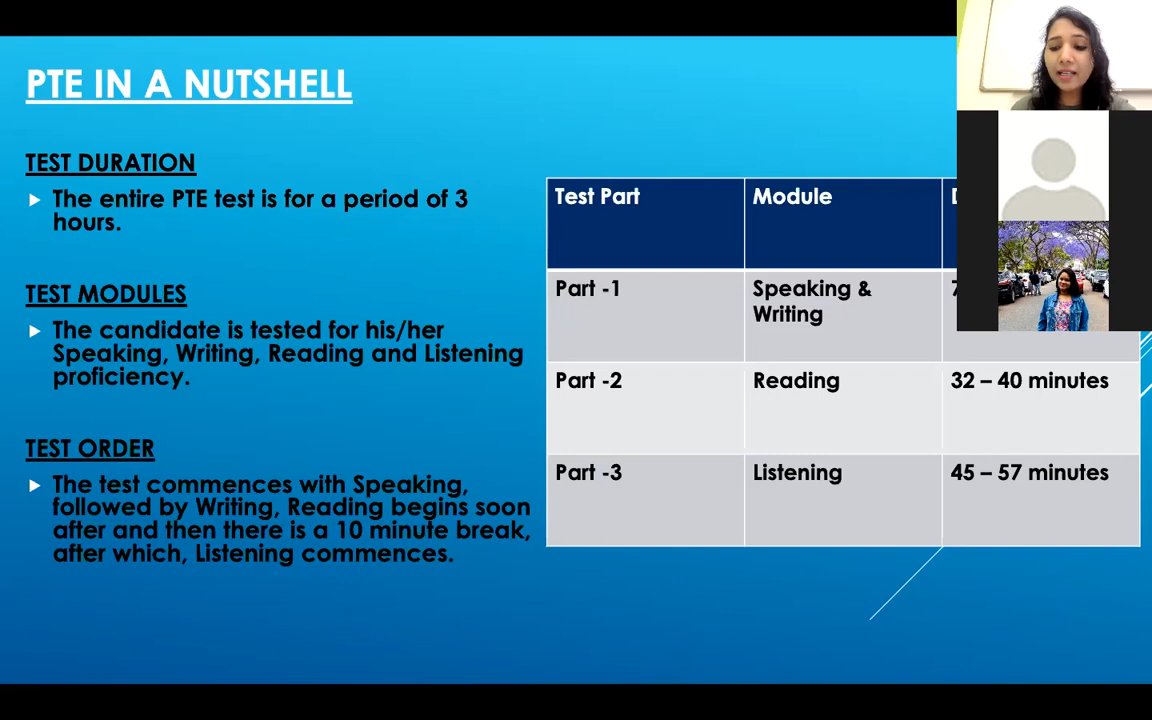 PTE IN A NUTSHELL
TEST DURATION
The entire PTE test is for a period of 3
hours.
TEST MODULES
The candidate is tested for his/her
Speaking, Writing, Reading and Listening
proficiency.
TEST ORDER
The test commences with Speaking,
followed by Writing, Reading begins soon
after and then there is a 10 minute break,
after which, Listening commences.
Test Part Module
Part -1 Speaking &
Writing
Part -2 Reading 32 – 40 minutes
Part -3 Listening 45 – 57 minutes